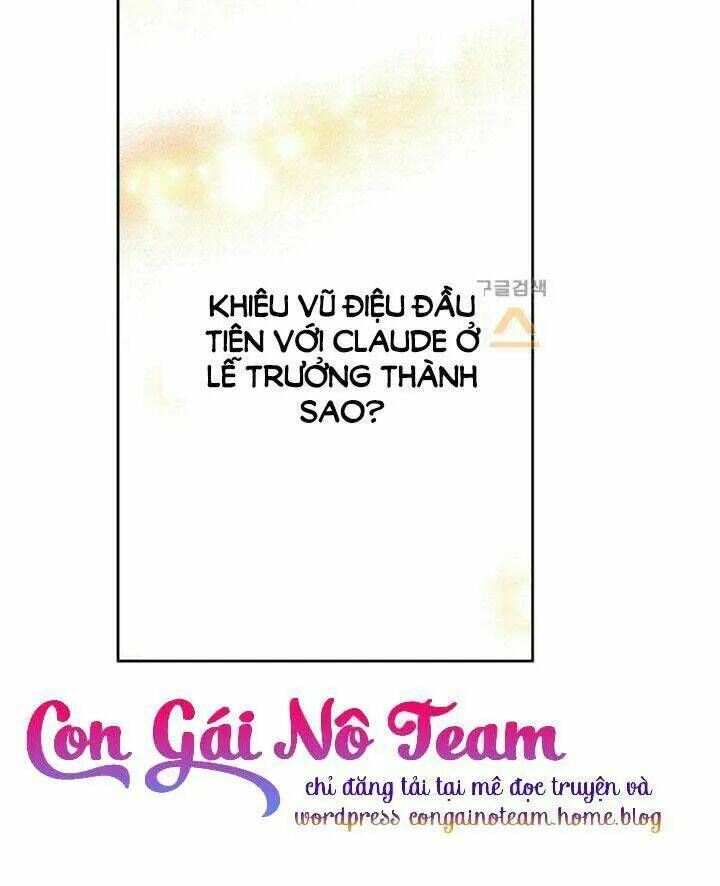 구글검색
KHIÊU VŨ ĐIỆU ĐẦU
TIÊN VỚI CLAUDE Ở
LỄ TRƯỞNG THÀNH
SAO?
Con Gái Nô Team
chỉ đăng tải tại mê đọc truyện và
wordpress congainoteam.home.blog